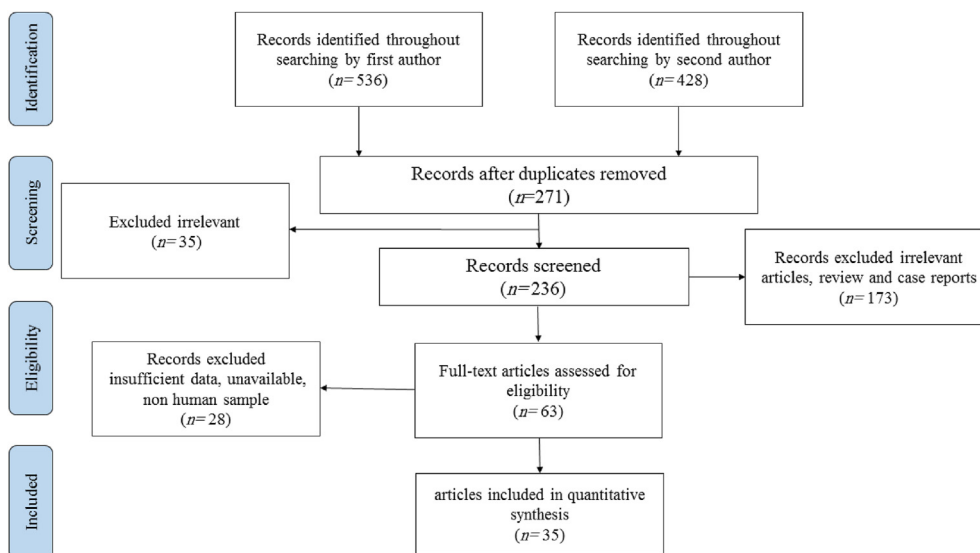 Identification
Records identified throughout
searching by first author
(n=536)
Records identified throughout
searching by second author
(n=428)
Screening
Records after duplicates removed
(n=271)
Excluded irrelevant
(n=35)
Records screened
(n=236)
Records excluded irrelevant
articles, review and case reports
(n=173)
Eligibility
Records excluded
insufficient data, unavailable,
non human sample
(n=28)
Full-text articles assessed for
eligibility
(n=63)
Included
articles included in quantitative
synthesis
(n=35)